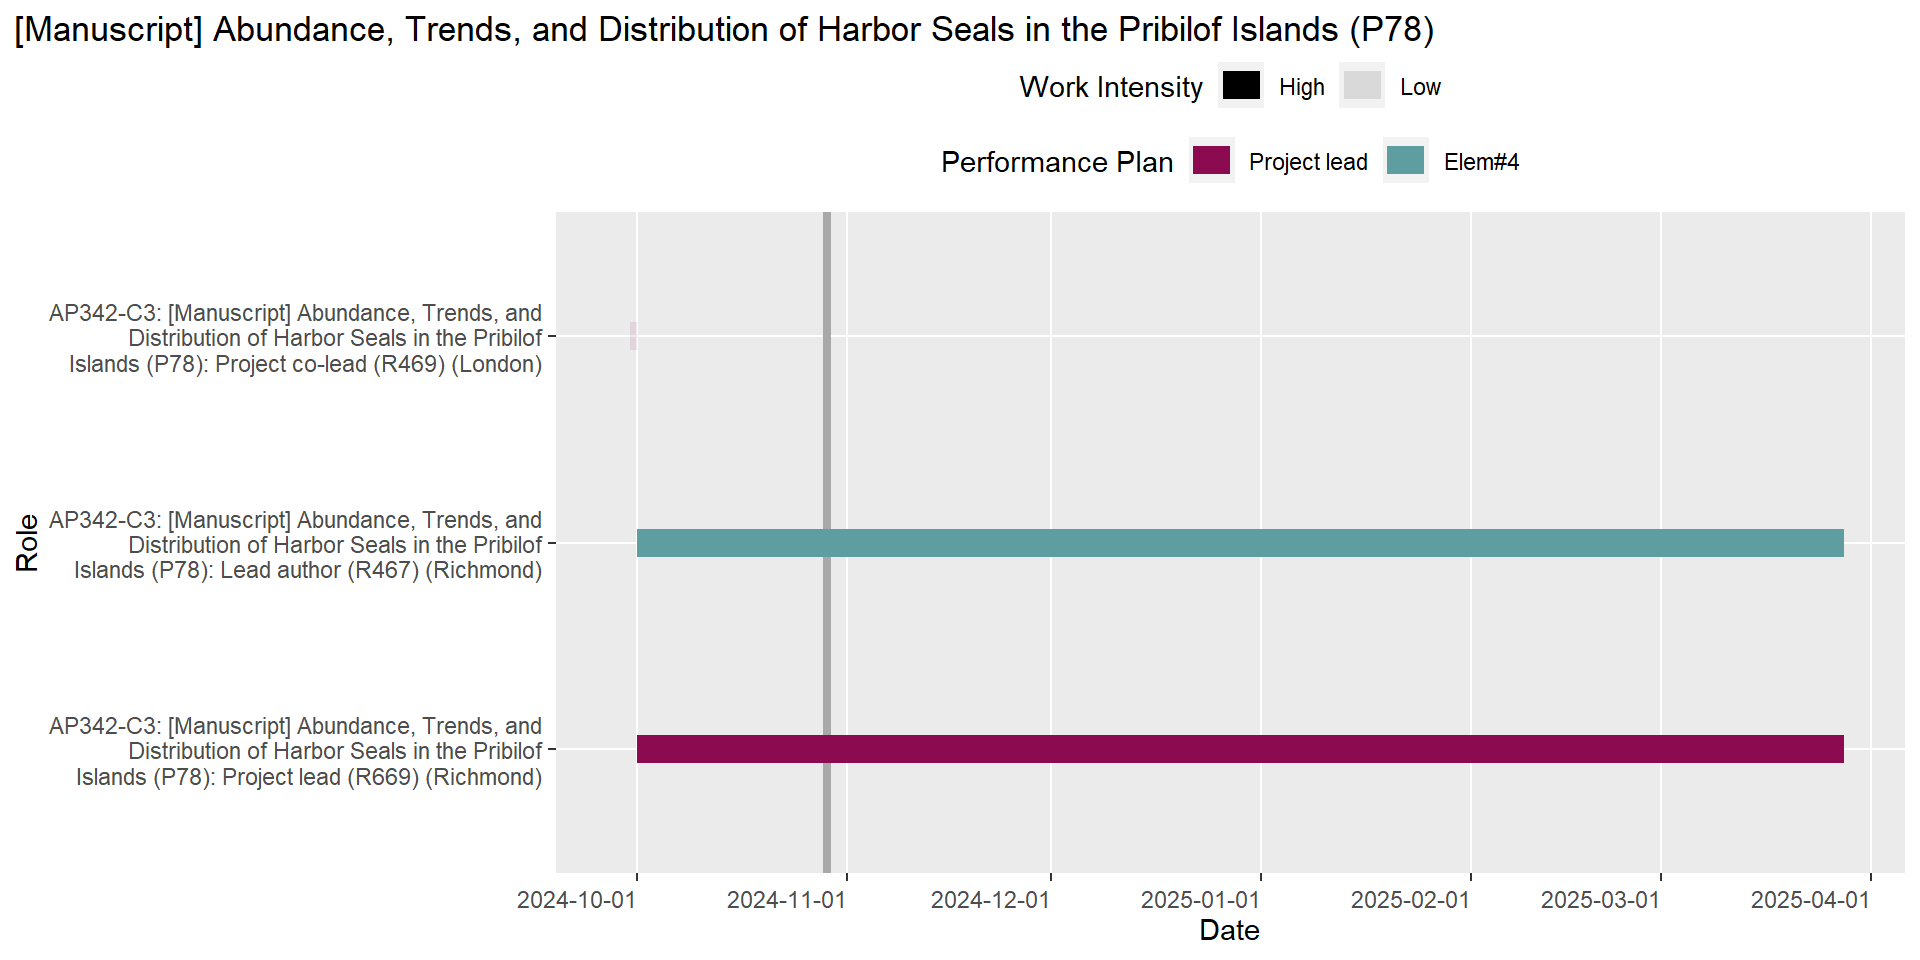 [Manuscript] Abundance, Trends, and Distribution of Harbor Seals in the Pribilof Islands (P78)
Work Intensity High Low
Performance Plan Project lead Elem#4
AP342-C3: [Manuscript] Abundance, Trends, and
Distribution of Harbor Seals in the Pribilof
Islands (P78): Project co-lead (R469) (London)
Role
AP342-C3: [Manuscript] Abundance, Trends, and
Distribution of Harbor Seals in the Pribilof
Islands (P78): Lead author (R467) (Richmond)
AP342-C3: [Manuscript] Abundance, Trends, and
Distribution of Harbor Seals in the Pribilof
Islands (P78): Project lead (R669) (Richmond)
2024-10-01 2024-11-01 2024-12-01 2025-01-01 2025-02-01 2025-03-01 2025-04-01
Date